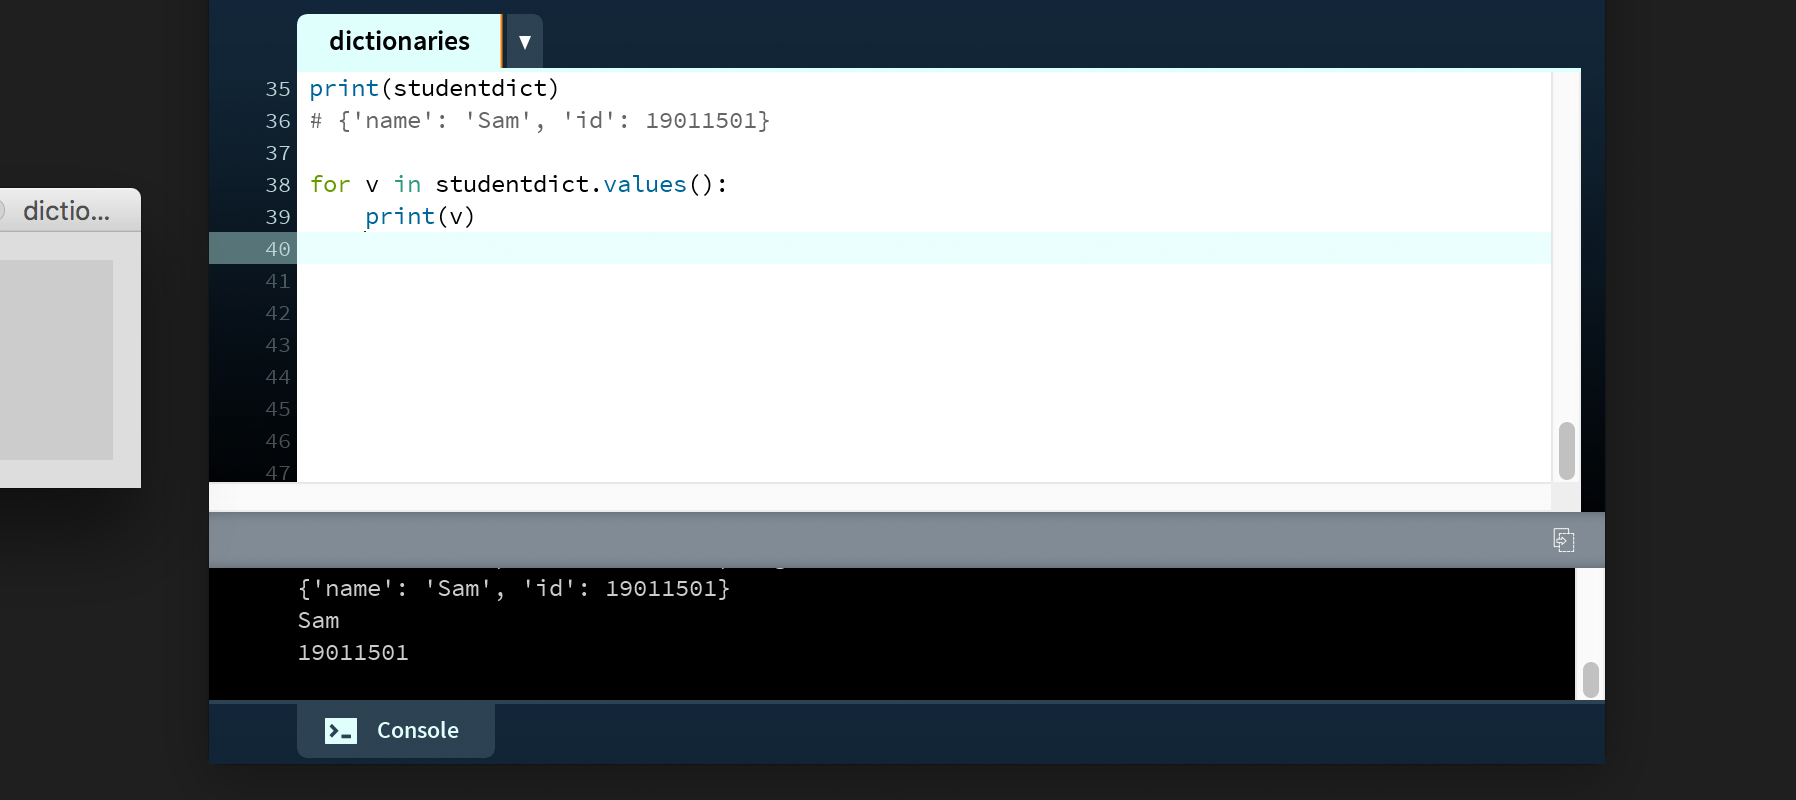 dictionaries ▼
35 print(studentdict)
36 # {'name': 'Sam', 'id': 19011501}
37
38 for v in studentdict.values():
39     print(v)
40
41
42
43
44
45
46
47
dictio...
{'name': 'Sam', 'id': 19011501}
Sam
19011501
Console